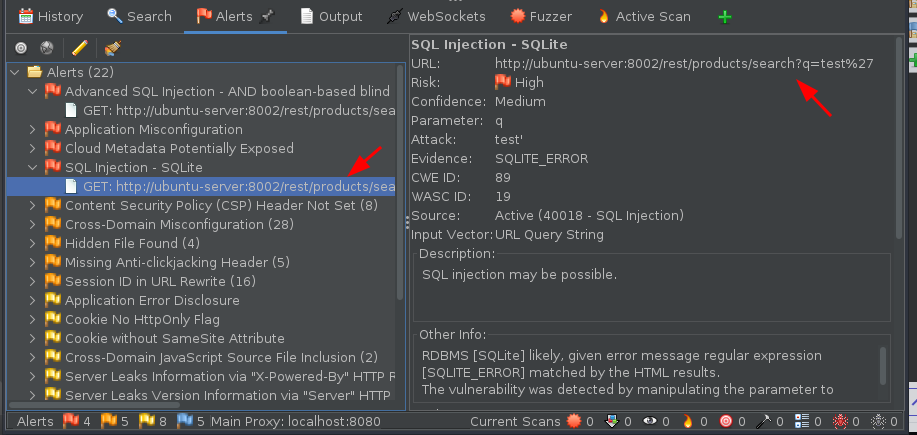 History Search Alerts Output WebSockets Fuzzer Active Scan
Alerts (22)
Advanced SQL Injection - AND boolean-based blind
GET: http://ubuntu-server:8002/rest/products/sea
Application Misconfiguration
Cloud Metadata Potentially Exposed
SQL Injection - SQLite
GET: http://ubuntu-server:8002/rest/products/sea
Content Security Policy (CSP) Header Not Set (8)
Cross-Domain Misconfiguration (28)
Hidden File Found (4)
Missing Anti-clickjacking Header (5)
Session ID in URL Rewrite (16)
Application Error Disclosure
Cookie No HttpOnly Flag
Cookie without SameSite Attribute
Cross-Domain JavaScript Source File Inclusion (2)
Server Leaks Information via "X-Powered-By" HTTP R
Server Leaks Version Information via "Server" HTTP
SQL Injection - SQLite
URL: http://ubuntu-server:8002/rest/products/search?q=test%27
Risk: High
Confidence: Medium
Parameter: q
Attack: test'
Evidence: SQLITE_ERROR
CWE ID: 89
WASC ID: 19
Source: Active (40018 - SQL Injection)
Input Vector: URL Query String
Description:
SQL injection may be possible.
Other Info:
RDBMS [SQLite] likely, given error message regular expression
[SQLITE_ERROR] matched by the HTML results.
The vulnerability was detected by manipulating the parameter to
Alerts 4 5 8 5 Main Proxy: localhost:8080 Current Scans 0 0 0 0 0 0 0 0 0